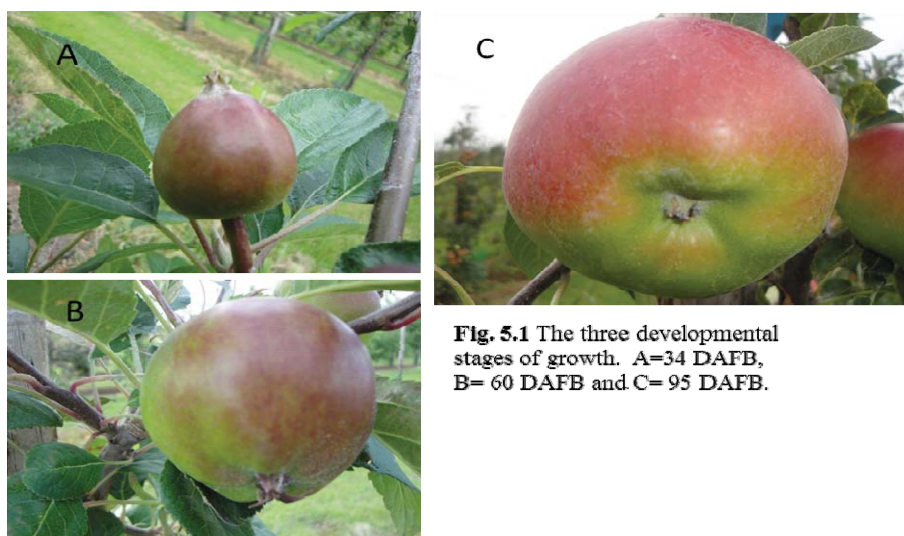 A
C
B
Fig. 5.1 The three developmental
stages of growth. A=34 DAFB,
B= 60 DAFB and C= 95 DAFB.